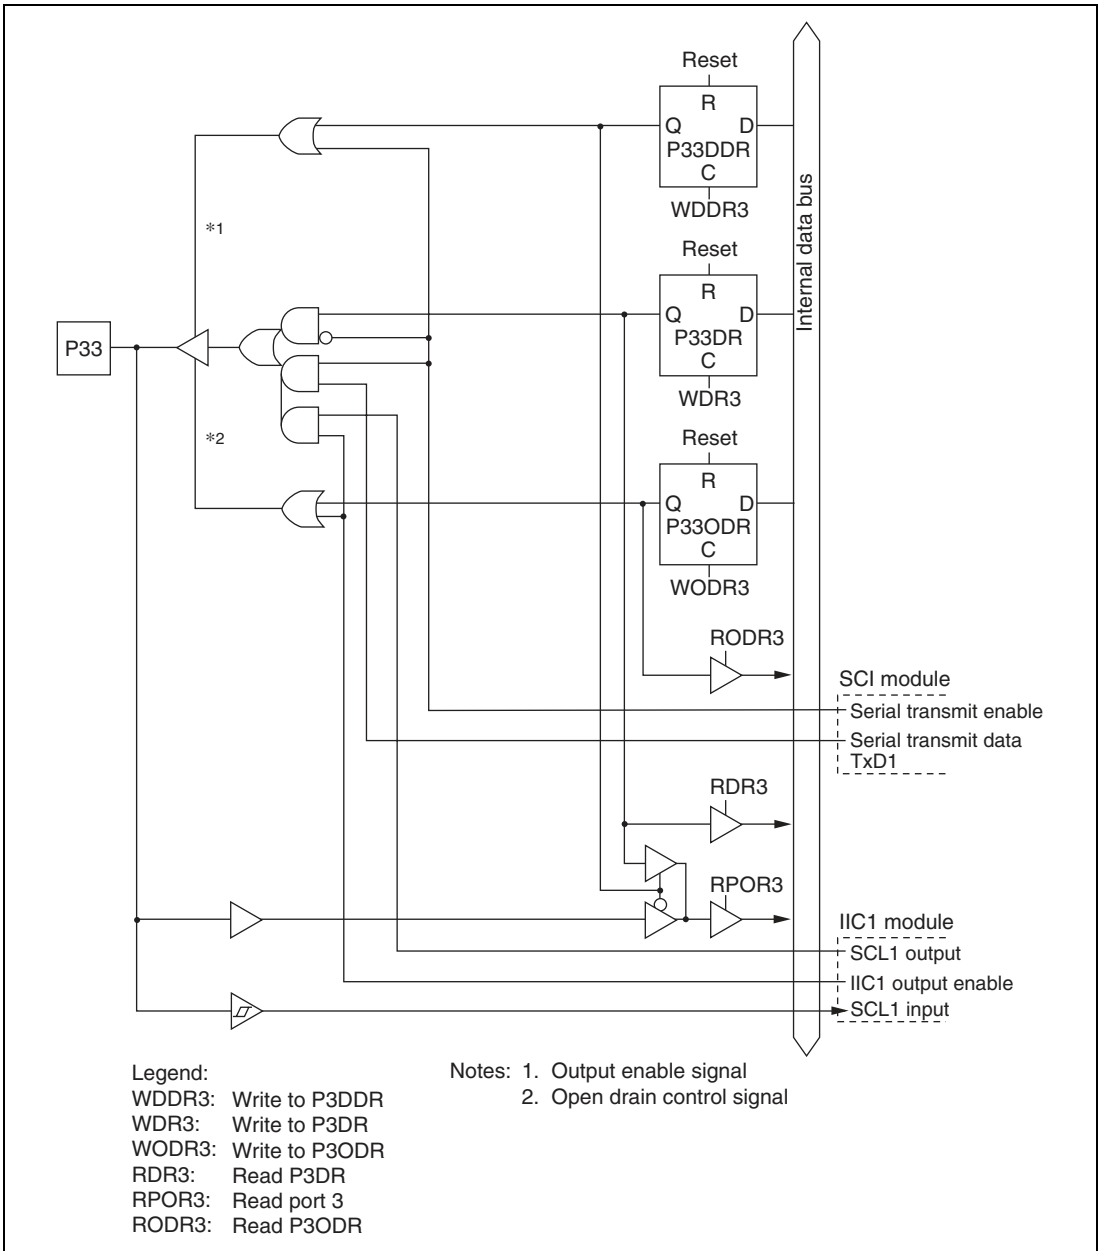 Reset
R
Q D
P33DDR
C
WDDR3
*1
Reset
R
Q D
P33DR
C
WDR3
Internal data bus
P33
*2
Reset
R
Q D
P33ODR
C
WODR3
RODR3
SCI module
Serial transmit enable
Serial transmit data
TxD1
RDR3
RPOR3
IIC1 module
SCL1 output
IIC1 output enable
SCL1 input
Legend:
WDDR3: Write to P3DDR
WDR3: Write to P3DR
WODR3: Write to P3ODR
RDR3: Read P3DR
RPOR3: Read port 3
RODR3: Read P3ODR
Notes: 1. Output enable signal
2. Open drain control signal